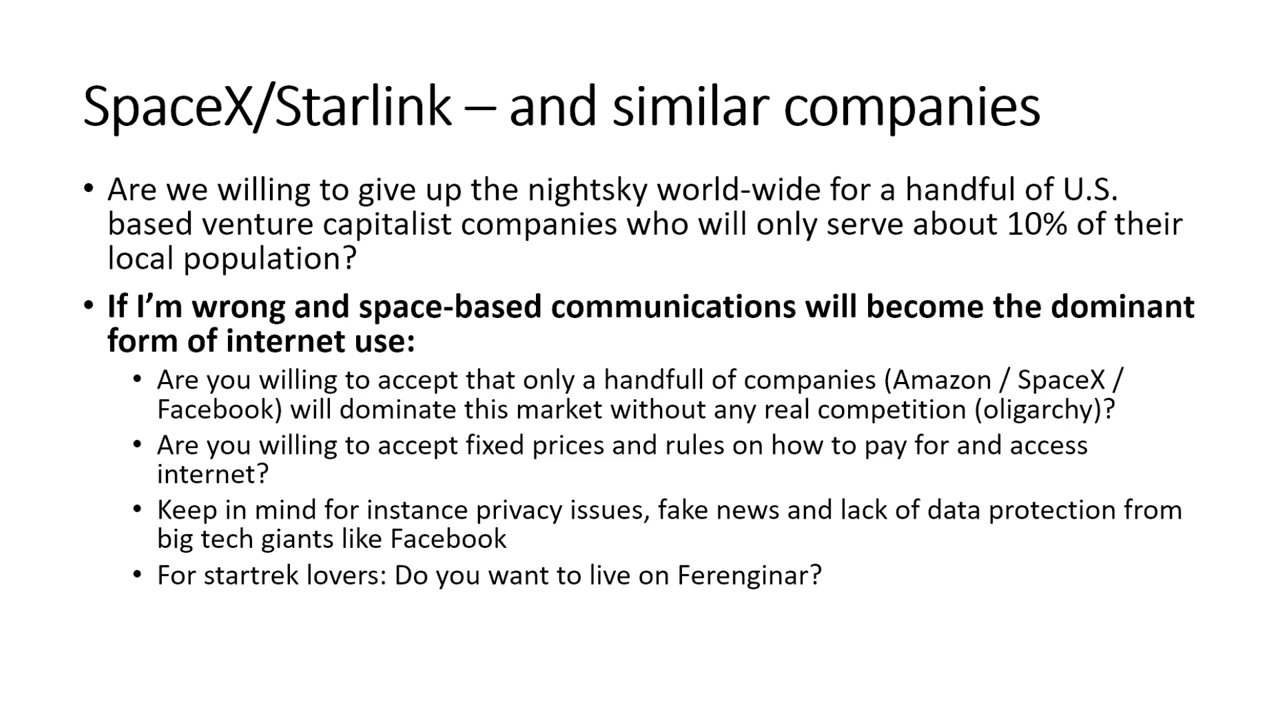 SpaceX/Starlink – and similar companies
• Are we willing to give up the nightsky world-wide for a handful of U.S.
based venture capitalist companies who will only serve about 10% of their
local population?
• If I’m wrong and space-based communications will become the dominant
form of internet use:
• Are you willing to accept that only a handfull of companies (Amazon / SpaceX /
Facebook) will dominate this market without any real competition (oligarchy)?
• Are you willing to accept fixed prices and rules on how to pay for and access
internet?
• Keep in mind for instance privacy issues, fake news and lack of data protection from
big tech giants like Facebook
• For startrek lovers: Do you want to live on Ferenginar?